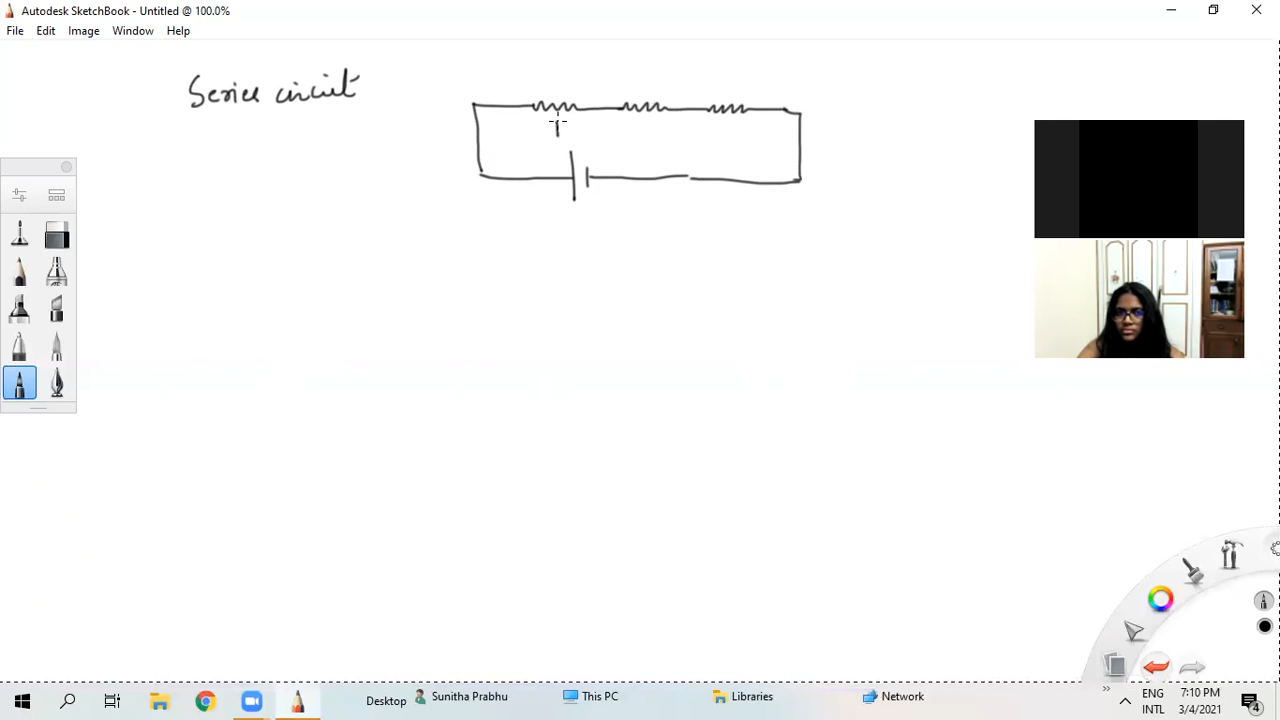 Autodesk SketchBook - Untitled @ 100.0%
File Edit Image Window Help
Series circuit
Desktop
Sunitha Prabhu
This PC
Libraries
Network
ENG
INTL
7:10 PM
3/4/2021
4